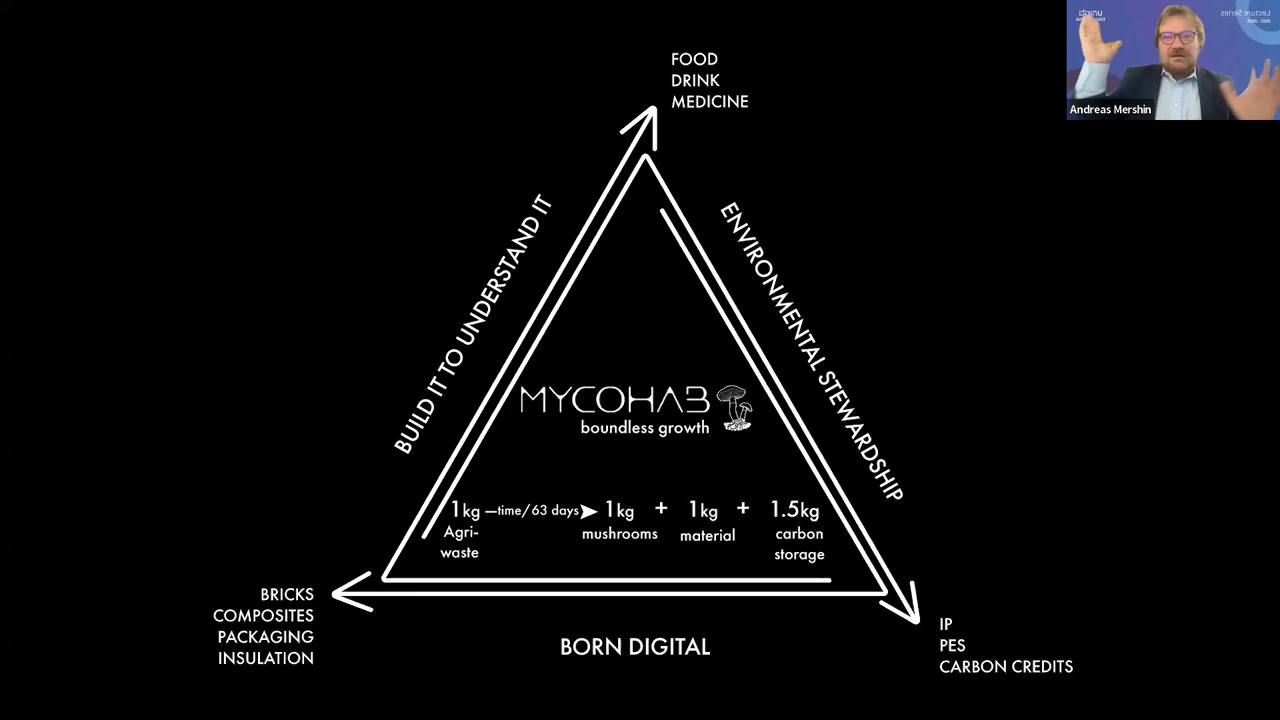 FOOD
DRINK
MEDICINE
Lecture Series
Andreas Mershin
BUILD IT TO UNDERSTAND IT
ENVIRONMENTAL STEWARDSHIP
MYCOHAB
boundless growth
1kg —time/63 days➤ 1kg + 1kg + 1.5kg
Agri- mushrooms material carbon
waste storage
BRICKS
COMPOSITES
PACKAGING
INSULATION
BORN DIGITAL
IP
PES
CARBON CREDITS